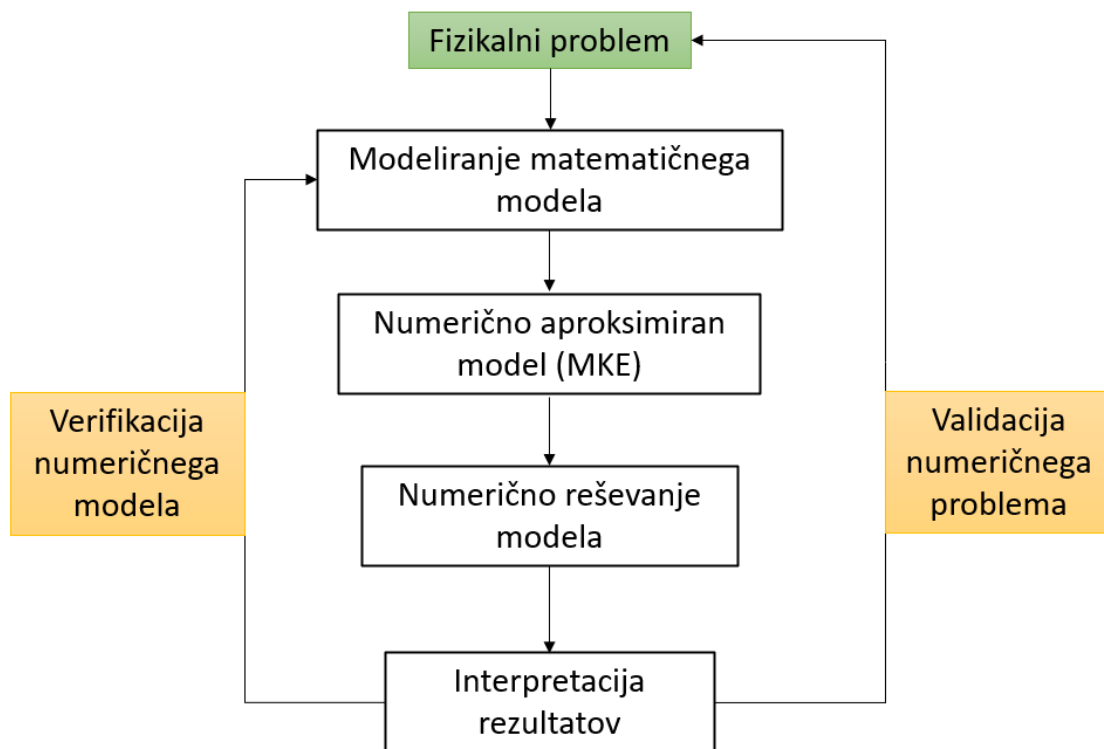 Fizikalni problem
Modeliranje matematičnega
modela
Numerično aproksimiran
model (MKE)
Verifikacija
numeričnega
modela
Validacija
numeričnega
problema
Numerično reševanje
modela
Interpretacija
rezultatov